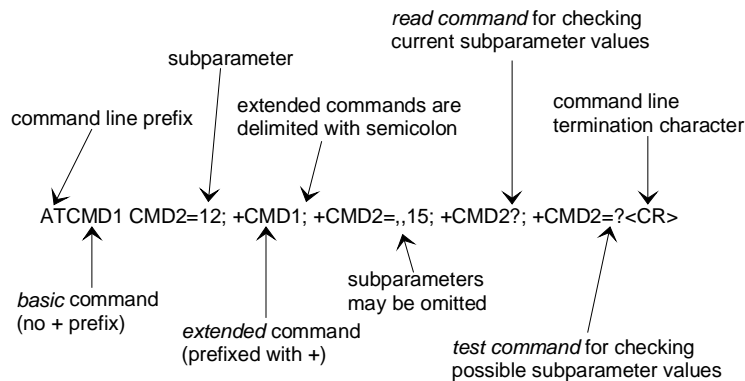 read command for checking
current subparameter values
subparameter
extended commands are
delimited with semicolon
command line
termination character
command line prefix
ATCMD1 CMD2=12; +CMD1; +CMD2=,,15; +CMD2?; +CMD2=?<CR>
basic command
(no + prefix)
extended command
(prefixed with +)
subparameters
may be omitted
test command for checking
possible subparameter values